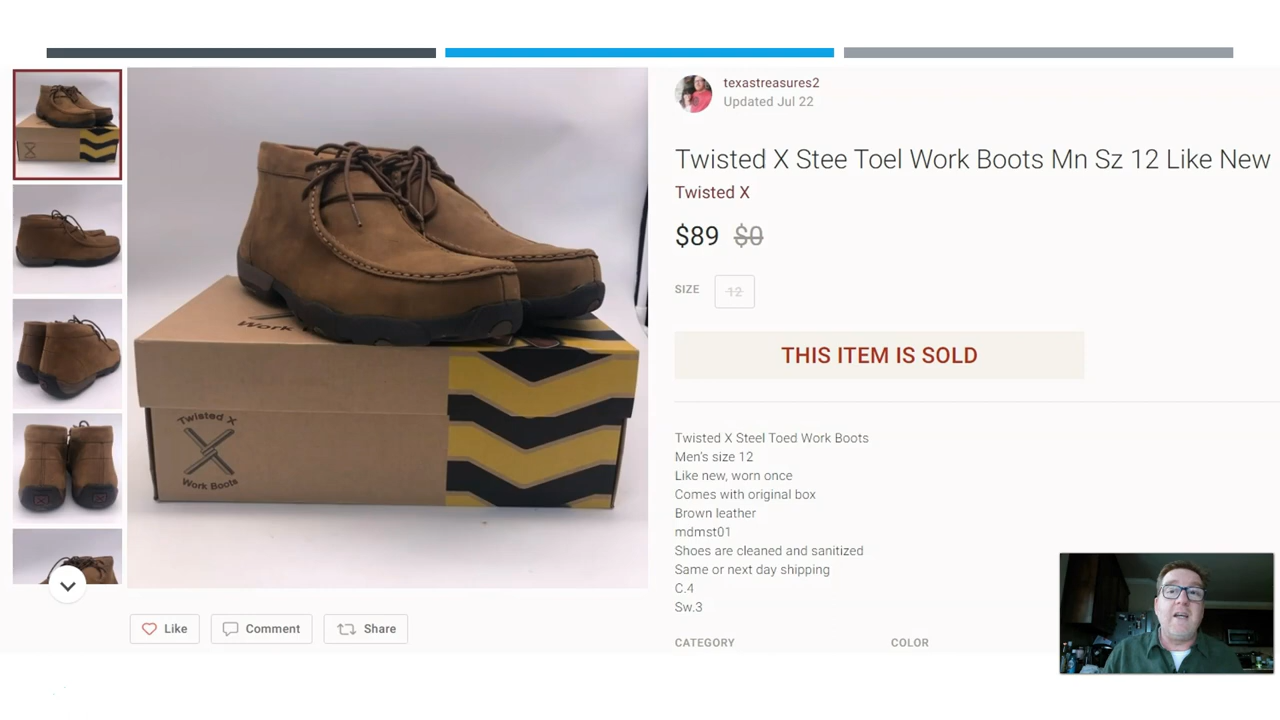 texastreasures2
Updated Jul 22
Twisted X Stee Toel Work Boots Mn Sz 12 Like New
Twisted X
$89 $0
SIZE 12
THIS ITEM IS SOLD
Twisted X Steel Toed Work Boots
Men's size 12
Like new, worn once
Comes with original box
Brown leather
mdmst01
Shoes are cleaned and sanitized
Same or next day shipping
C.4
Sw.3
CATEGORY COLOR
Work
Twisted X
Work Boots
Like Comment Share